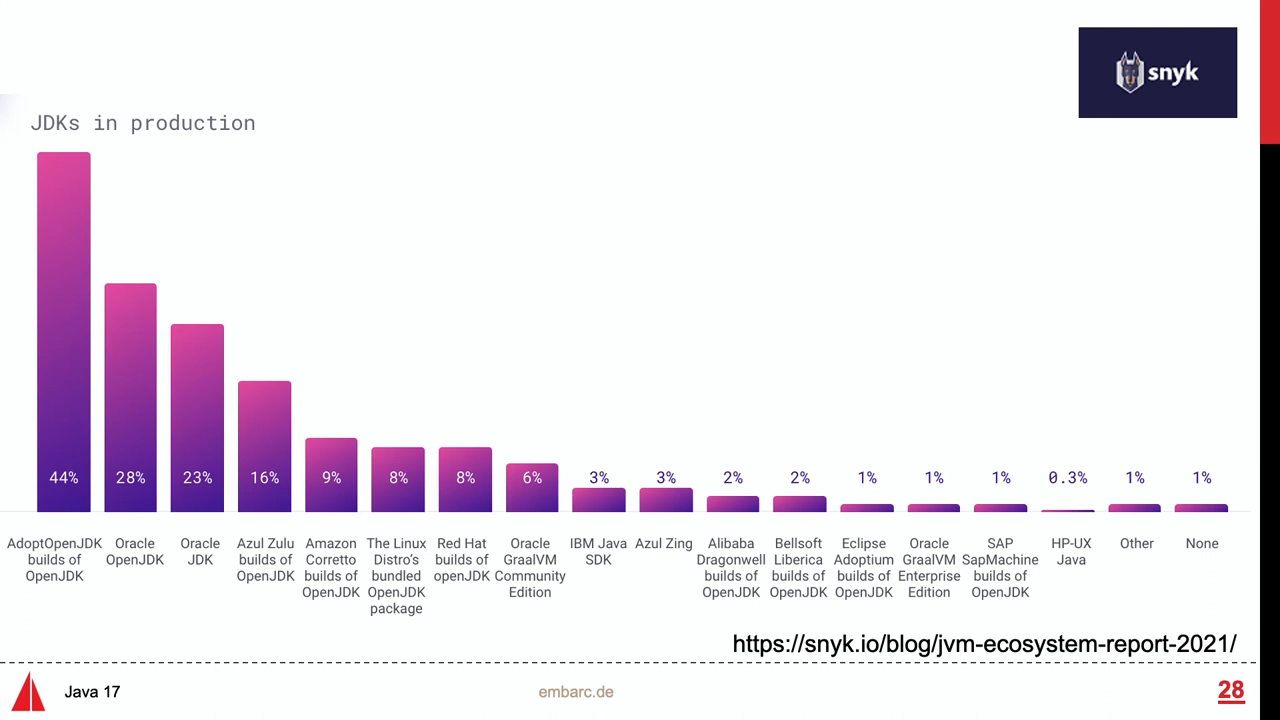 snyk
JDKs in production
44%
28%
23%
16%
9%
8%
8%
6%
3%
3%
2%
2%
1%
1%
1%
0.3%
1%
1%
AdoptOpenJDK
builds of
OpenJDK
Oracle
OpenJDK
Oracle
JDK
Azul Zulu
builds of
OpenJDK
Amazon
Corretto
builds of
OpenJDK
The Linux
Distro's
bundled
OpenJDK
package
Red Hat
builds of
openJDK
Oracle
GraalVM
Community
Edition
IBM Java
SDK
Azul Zing
Alibaba
Dragonwell
builds of
OpenJDK
Bellsoft
Liberica
builds of
OpenJDK
Eclipse
Adoptium
builds of
OpenJDK
Oracle
GraalVM
Enterprise
Edition
SAP
SapMachine
builds of
OpenJDK
HP-UX
Java
Other
None
https://snyk.io/blog/jvm-ecosystem-report-2021/
Java 17
embarc.de
28